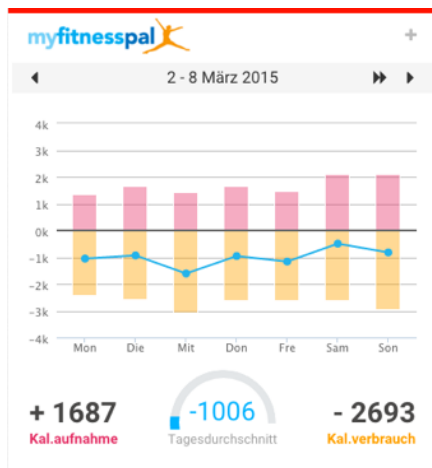 myfitnesspal
2 - 8 März 2015
4k
3k
2k
1k
0k
-1k
-2k
-3k
-4k
Mon Die Mit Don Fre Sam Son
+ 1687 -1006 - 2693
Kal.aufnahme Tagesdurchschnitt Kal.verbrauch